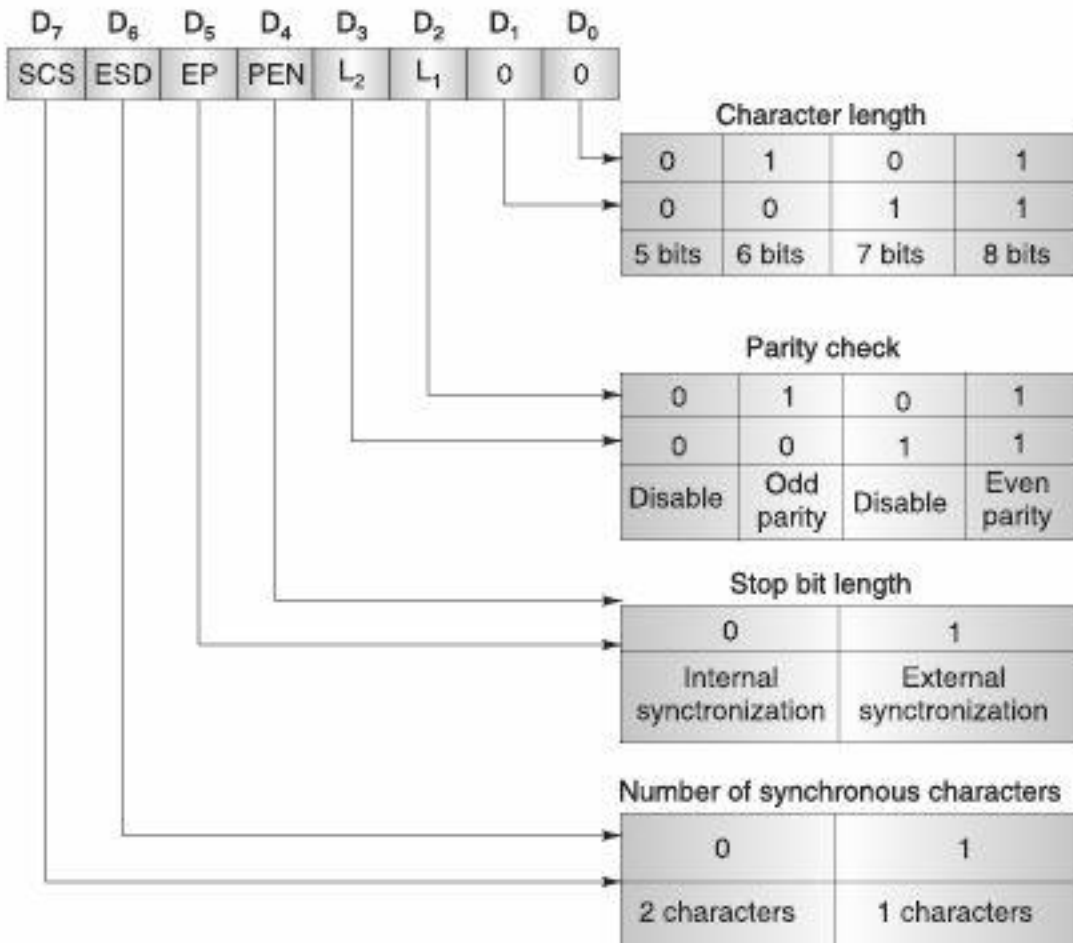 D7 D6 D5 D4 D3 D2 D1 D0
SCS ESD EP PEN L2 L1 0 0
Character length
0 1 0 1
0 0 1 1
5 bits 6 bits 7 bits 8 bits
Parity check
0 1 0 1
0 0 1 1
Disable Odd parity Disable Even parity
Stop bit length
0 1
Internal synctronization External synctronization
Number of synchronous characters
0 1
2 characters 1 characters